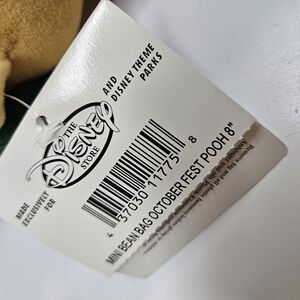 MADE
EXCLUSIVELY
FOR
THE
DISNEY
STORE
AND
DISNEY THEME
PARKS
4 37030 11775 8
MINI BEAN BAG OCTOBER FEST POOH 8"